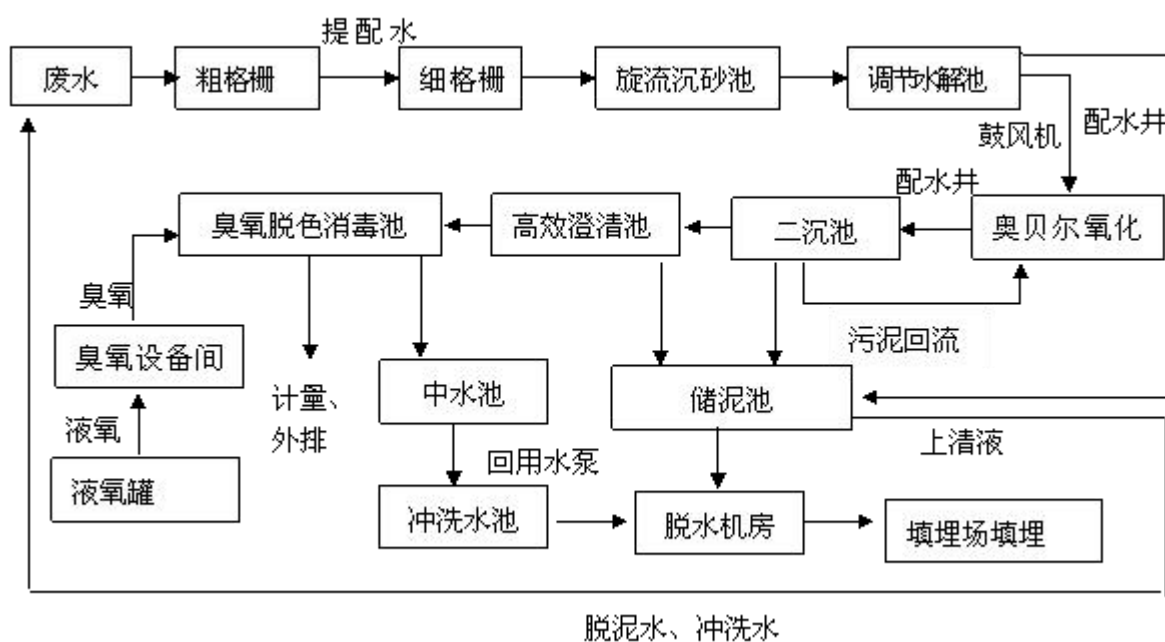 提配水
废水
粗格栅
细格栅
旋流沉砂池
调节水解池
鼓风机
配水井
配水井
臭氧脱色消毒池
高效澄清池
二沉池
奥贝尔氧化
臭氧
污泥回流
臭氧设备间
计量、
外排
中水池
储泥池
液氧
上清液
回用水泵
液氧罐
冲洗水池
脱水机房
填埋场填埋
脱泥水、冲洗水